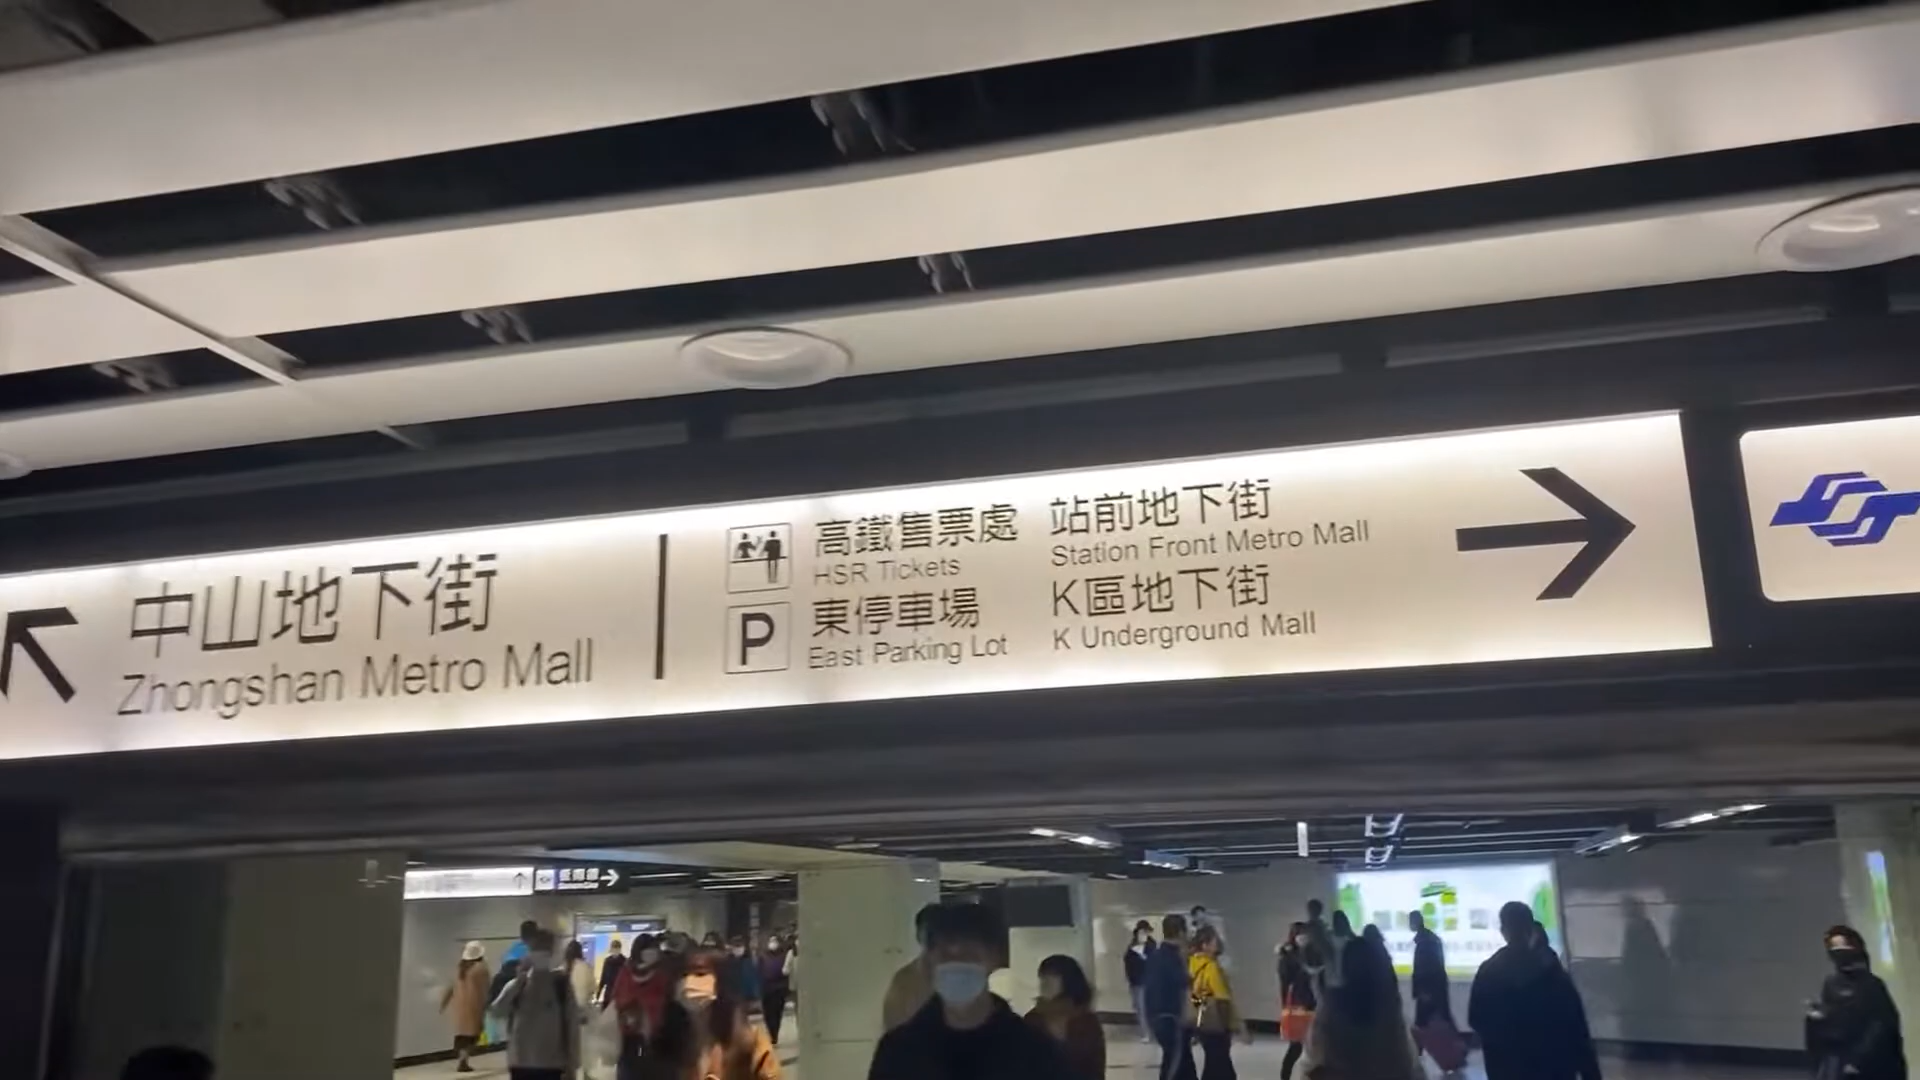 中山地下街
Zhongshan Metro Mall
高鐵售票處
HSR Tickets
P
東停車場
East Parking Lot
站前地下街
Station Front Metro Mall
K區地下街
K Underground Mall